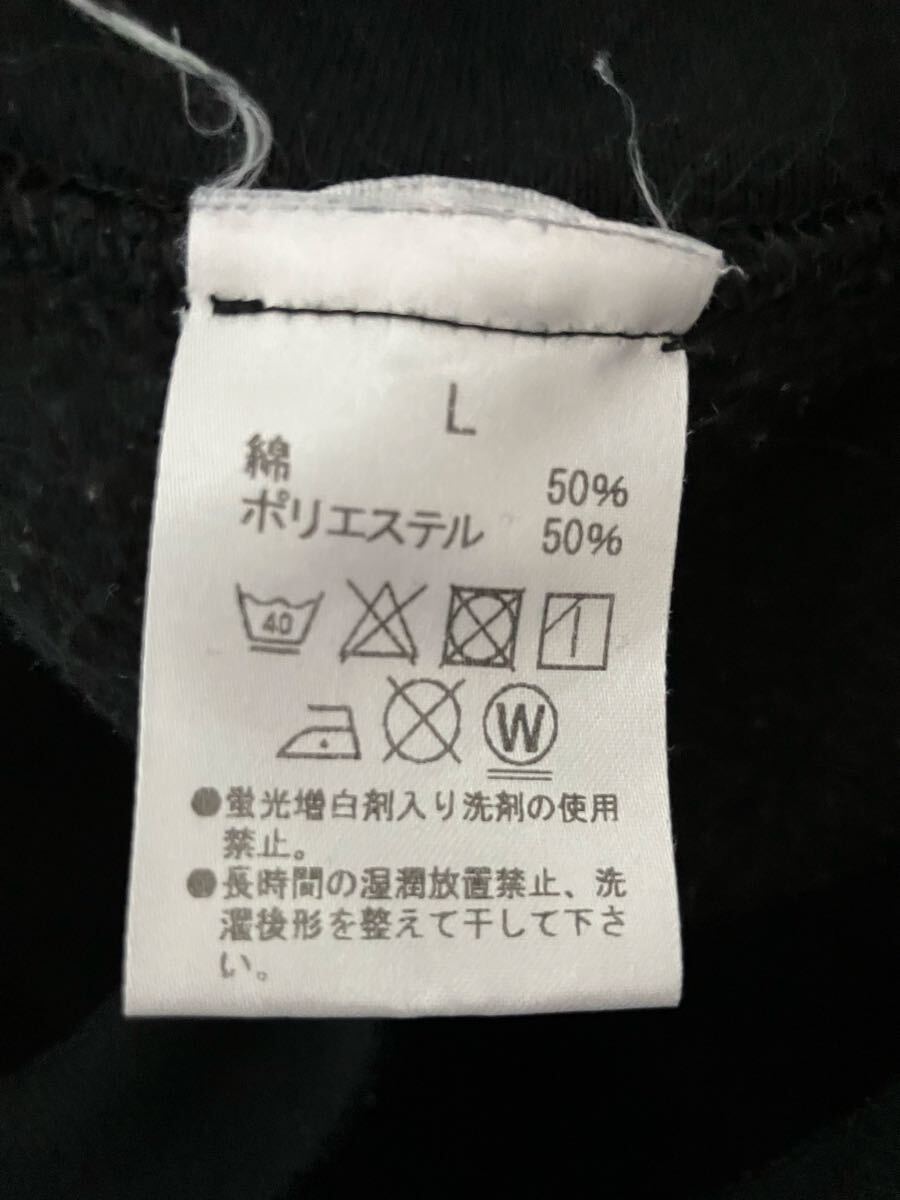 L
綿 50%
ポリエステル 50%
40
W
●蛍光増白剤入り洗剤の使用
禁止。
●長時間の湿潤放置禁止、洗
濯後形を整えて干して下さ
い。